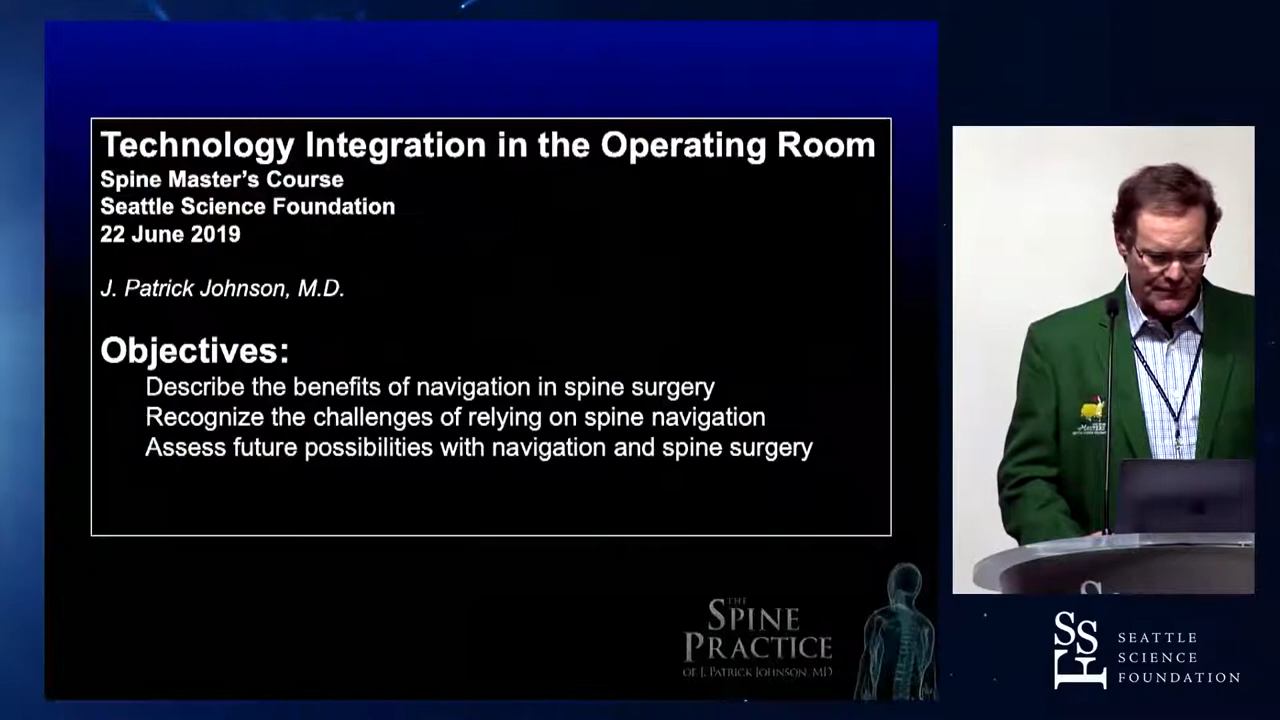 Technology Integration in the Operating Room
Spine Master's Course
Seattle Science Foundation
22 June 2019
J. Patrick Johnson, M.D.
Objectives:
Describe the benefits of navigation in spine surgery
Recognize the challenges of relying on spine navigation
Assess future possibilities with navigation and spine surgery
THE
SPINE
PRACTICE
OF J. PATRICK JOHNSON, MD
SSF
SEATTLE
SCIENCE
FOUNDATION